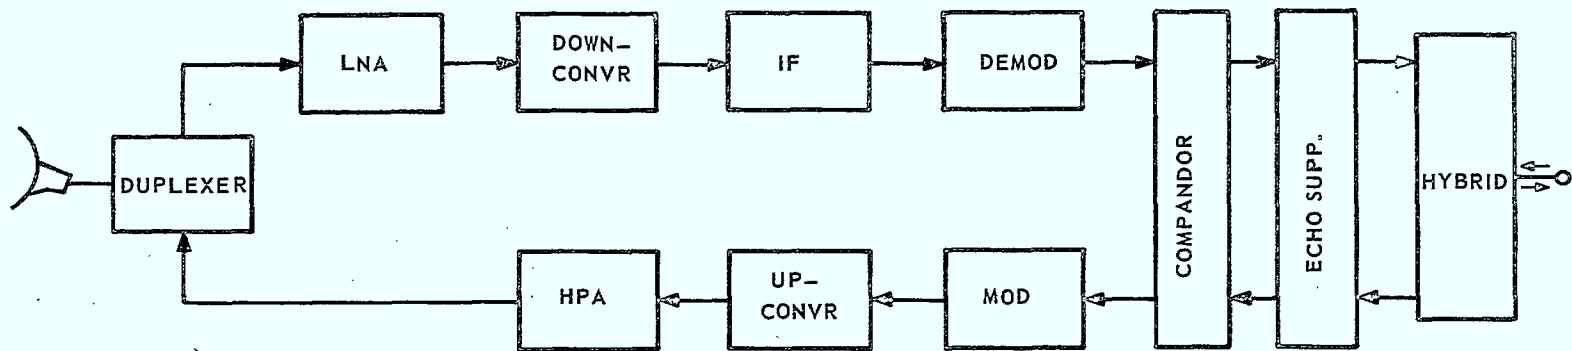 LNA
DOWN-
CONVR
IF
DEMOD
COMPANDOR
ECHO SUPP.
HYBRID
DUPLEXER
HPA
UP-
CONVR
MOD